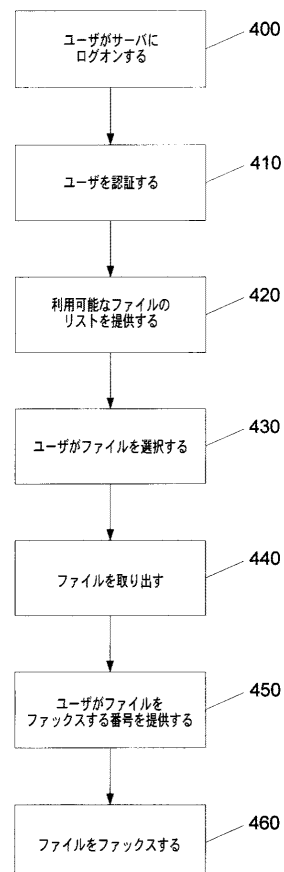 ユーザがサーバに
ログオンする
400
ユーザを認証する
410
利用可能なファイルの
リストを提供する
420
ユーザがファイルを選択する
430
ファイルを取り出す
440
ユーザがファイルを
ファックスする番号を提供する
450
ファイルをファックスする
460